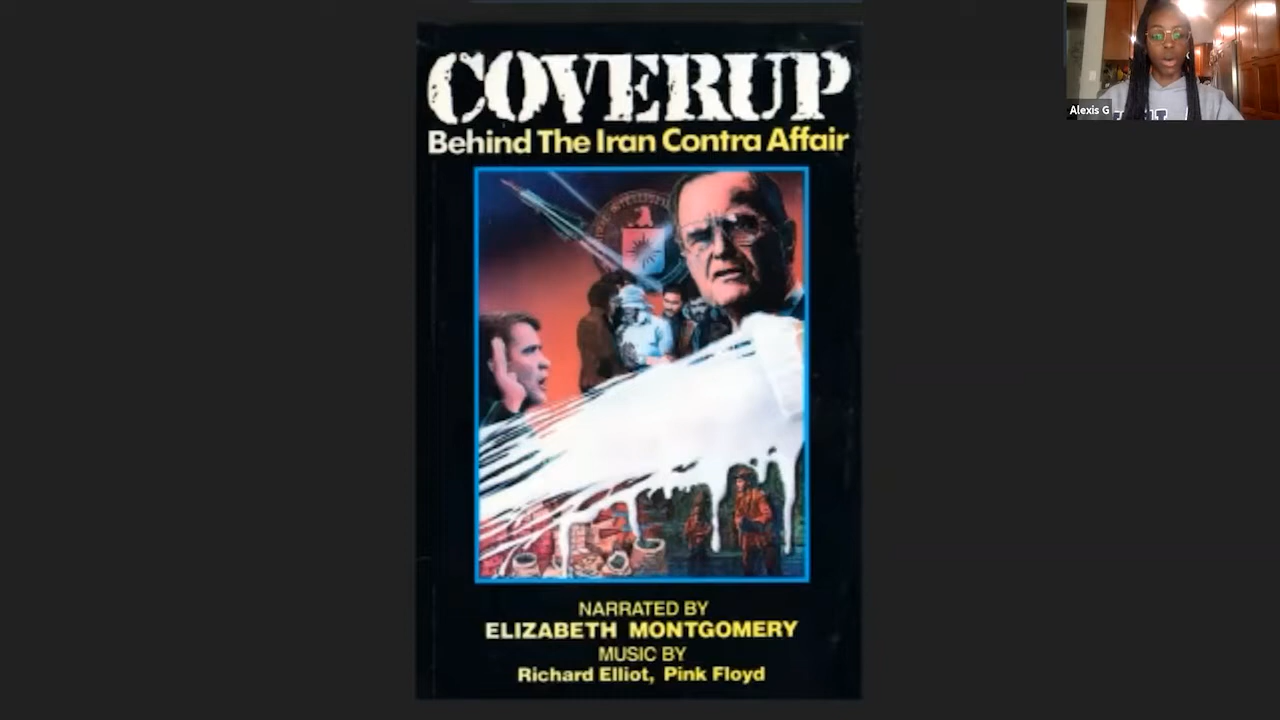 COVERUP
Behind The Iran Contra Affair
NARRATED BY
ELIZABETH MONTGOMERY
MUSIC BY
Richard Elliot, Pink Floyd
Alexis G